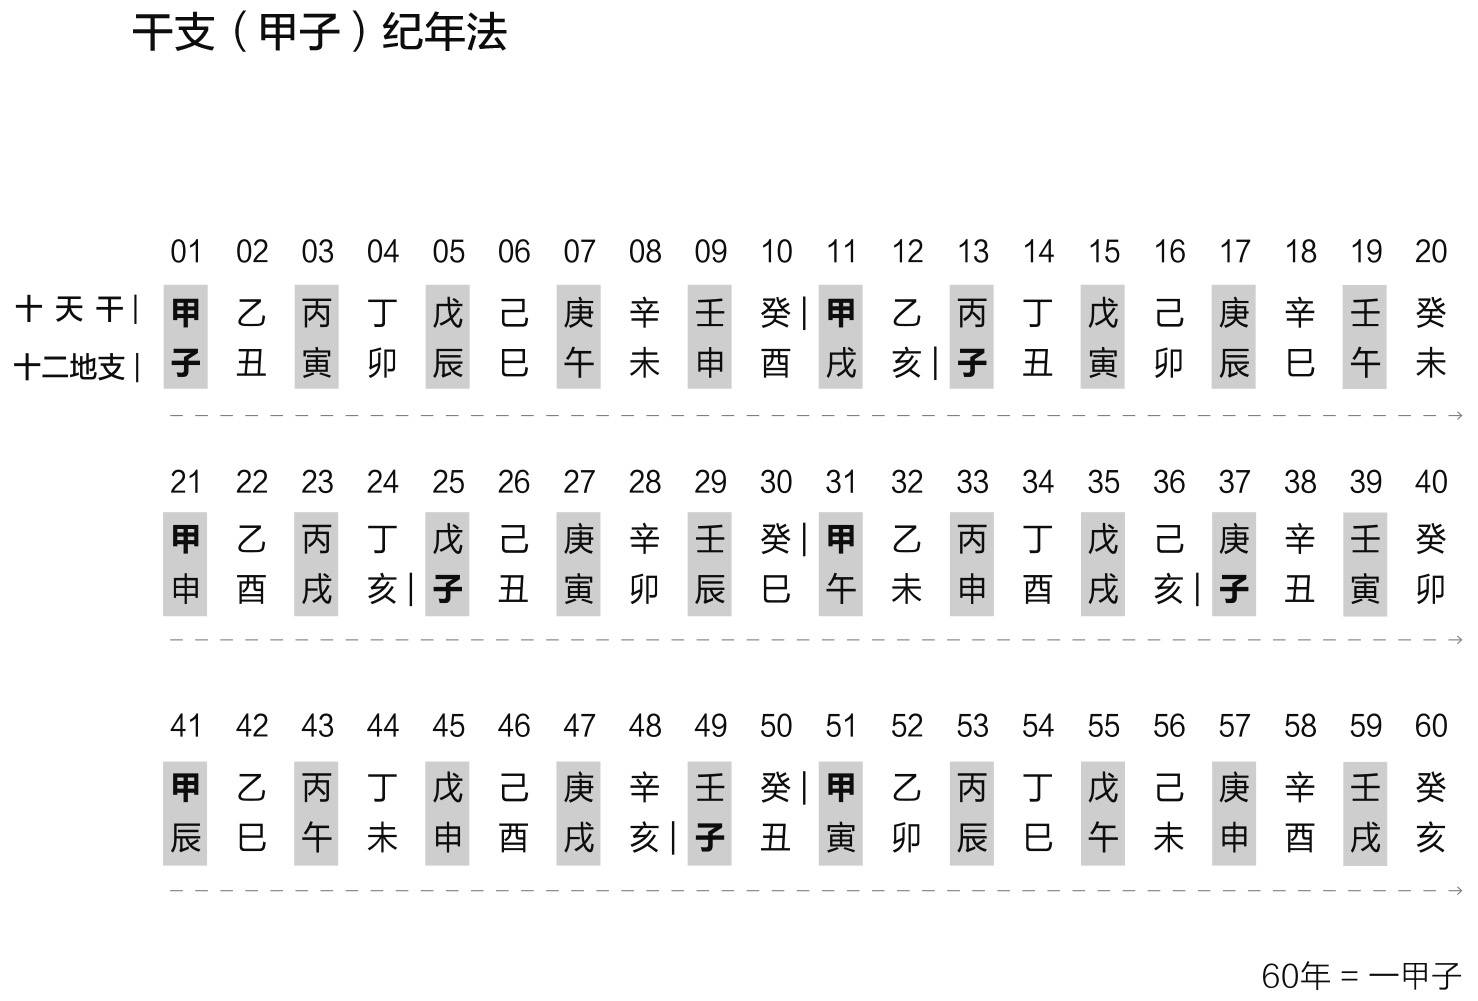 干支（甲子）纪年法
01 02 03 04 05 06 07 08 09 10 11 12 13 14 15 16 17 18 19 20
十天干| 甲 乙 丙 丁 戊 己 庚 辛 壬 癸| 甲 乙 丙 丁 戊 己 庚 辛 壬 癸
十二地支| 子 丑 寅 卯 辰 巳 午 未 申 酉 戌 亥| 子 丑 寅 卯 辰 巳 午 未
21 22 23 24 25 26 27 28 29 30 31 32 33 34 35 36 37 38 39 40
甲 乙 丙 丁 戊 己 庚 辛 壬 癸| 甲 乙 丙 丁 戊 己 庚 辛 壬 癸
申 酉 戌 亥| 子 丑 寅 卯 辰 巳 午 未 申 酉 戌 亥| 子 丑 寅 卯
41 42 43 44 45 46 47 48 49 50 51 52 53 54 55 56 57 58 59 60
甲 乙 丙 丁 戊 己 庚 辛 壬 癸| 甲 乙 丙 丁 戊 己 庚 辛 壬 癸
辰 巳 午 未 申 酉 戌 亥| 子 丑 寅 卯 辰 巳 午 未 申 酉 戌 亥
60年 = 一甲子